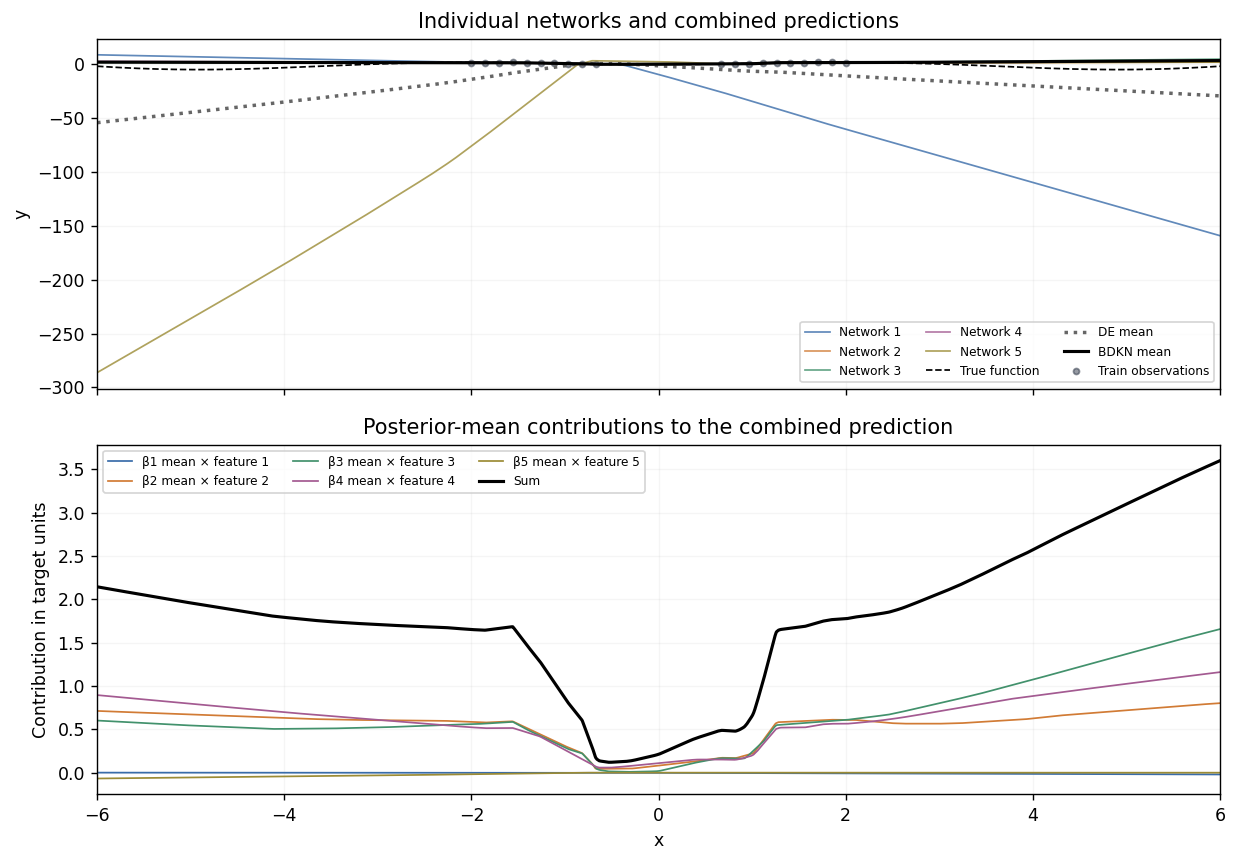 Individual networks and combined predictions
0
−50
−100
−150
−200
−250
−300
y
Network 1 Network 4 DE mean
Network 2 Network 5 BDKN mean
Network 3 True function Train observations
Posterior-mean contributions to the combined prediction
β1 mean × feature 1 β3 mean × feature 3 β5 mean × feature 5
β2 mean × feature 2 β4 mean × feature 4 Sum
3.5
3.0
2.5
2.0
1.5
1.0
0.5
0.0
Contribution in target units
−6 −4 −2 0 2 4 6
x